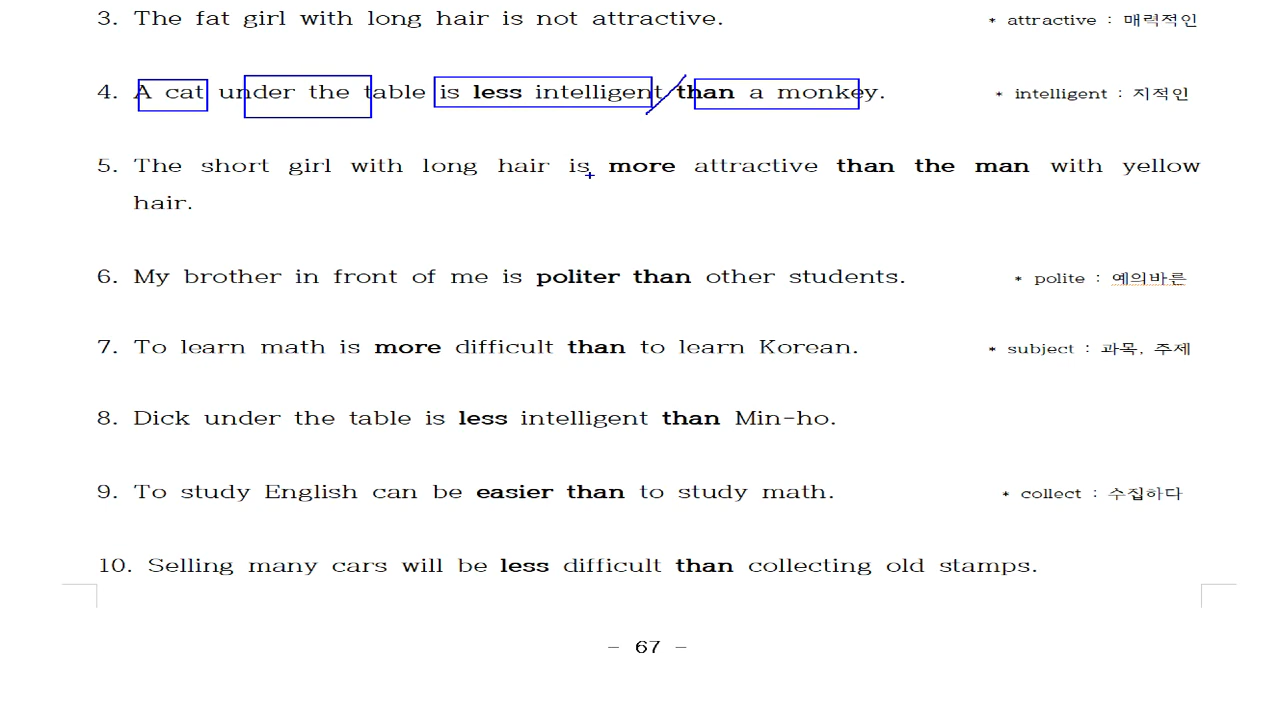 3. The fat girl with long hair is not attractive. * attractive : 매력적인
4. A cat under the table is less intelligent than a monkey. * intelligent : 지적인
5. The short girl with long hair is more attractive than the man with yellow
hair.
6. My brother in front of me is politer than other students. * polite : 예의바른
7. To learn math is more difficult than to learn Korean. * subject : 과목, 주제
8. Dick under the table is less intelligent than Min-ho.
9. To study English can be easier than to study math. * collect : 수집하다
10. Selling many cars will be less difficult than collecting old stamps.
- 67 -